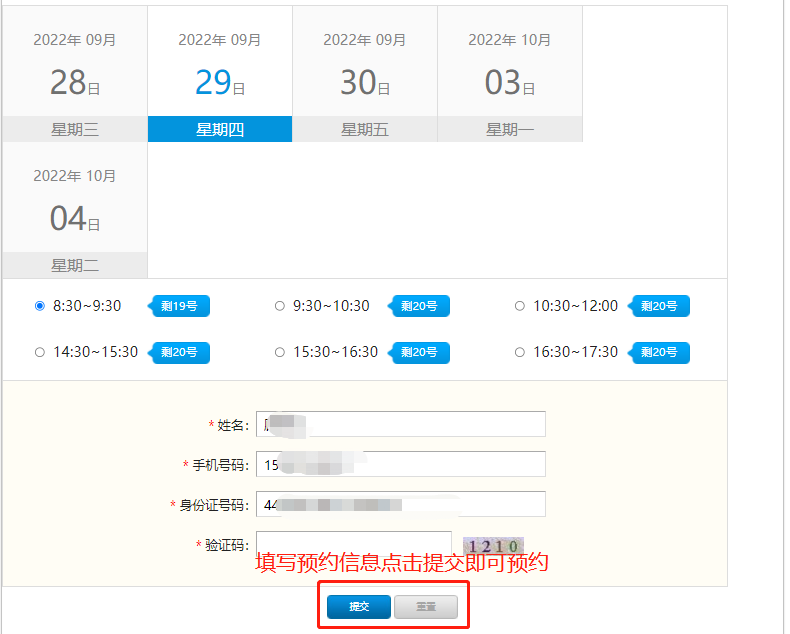 2022年 09月 2022年 09月 2022年 09月 2022年 10月
28日 29日 30日 03日
星期三 星期四 星期五 星期一
2022年 10月
04日
星期二
8:30~9:30 剩19号 9:30~10:30 剩20号 10:30~12:00 剩20号
14:30~15:30 剩20号 15:30~16:30 剩20号 16:30~17:30 剩20号
* 姓名：
* 手机号码： 15
* 身份证号码： 44
* 验证码： 1210
填写预约信息点击提交即可预约
提交 重置